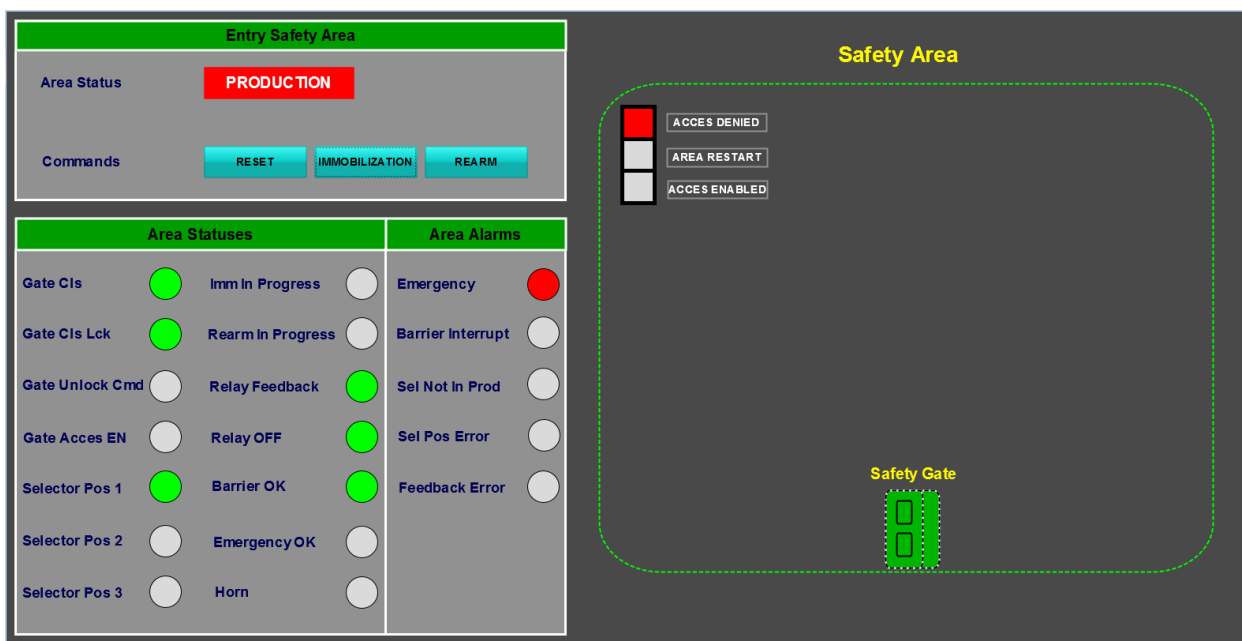 Entry Safety Area
Area Status
PRODUCTION
Commands
RESET
IMMOBILIZATION
REARM
Area Statuses
Area Alarms
Gate Cls
Imm In Progress
Emergency
Gate Cls Lck
Rearm In Progress
Barrier Interrupt
Gate Unlock Cmd
Relay Feedback
Sel Not In Prod
Gate Acces EN
Relay OFF
Sel Pos Error
Selector Pos 1
Barrier OK
Feedback Error
Selector Pos 2
Emergency OK
Selector Pos 3
Horn
Safety Area
ACCES DENIED
AREA RESTART
ACCES ENABLED
Safety Gate